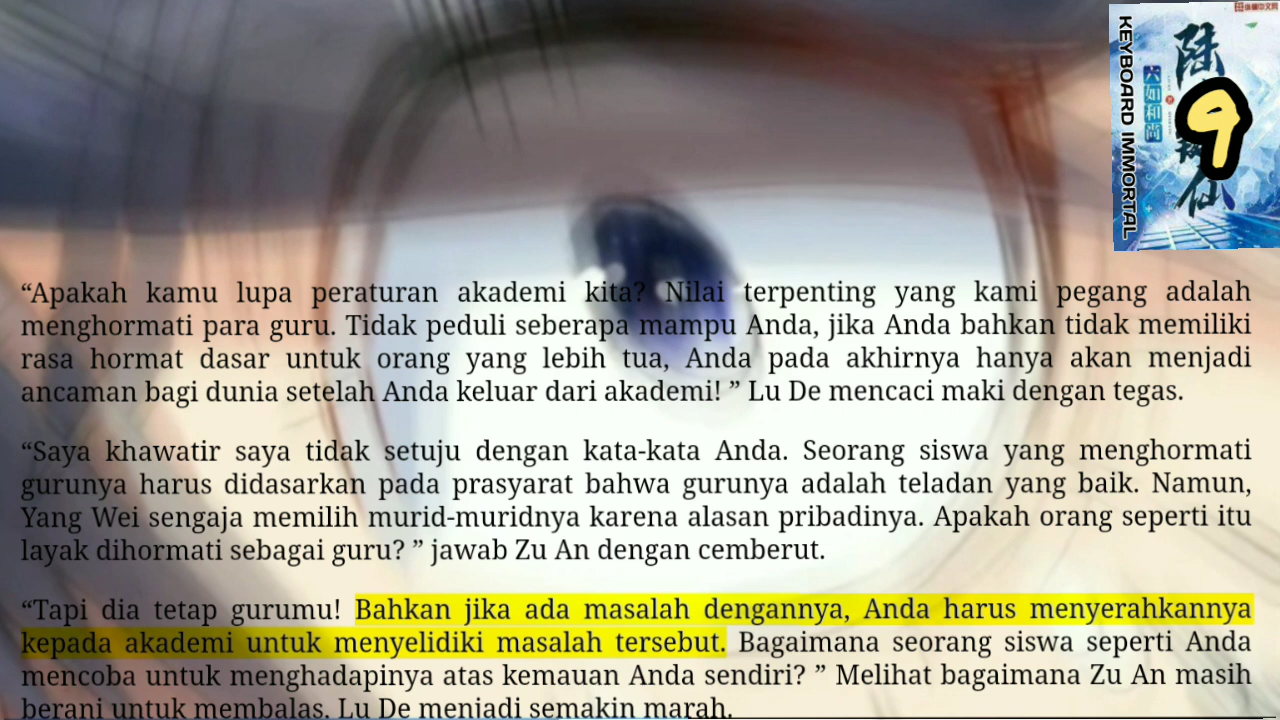 “Apakah kamu lupa peraturan akademi kita? Nilai terpenting yang kami pegang adalah
menghormati para guru. Tidak peduli seberapa mampu Anda, jika Anda bahkan tidak memiliki
rasa hormat dasar untuk orang yang lebih tua, Anda pada akhirnya hanya akan menjadi
ancaman bagi dunia setelah Anda keluar dari akademi! ” Lu De mencaci maki dengan tegas.
“Saya khawatir saya tidak setuju dengan kata-kata Anda. Seorang siswa yang menghormati
gurunya harus didasarkan pada prasyarat bahwa gurunya adalah teladan yang baik. Namun,
Yang Wei sengaja memilih murid-muridnya karena alasan pribadinya. Apakah orang seperti itu
layak dihormati sebagai guru? ” jawab Zu An dengan cemberut.
“Tapi dia tetap gurumu! Bahkan jika ada masalah dengannya, Anda harus menyerahkannya
kepada akademi untuk menyelidiki masalah tersebut. Bagaimana seorang siswa seperti Anda
mencoba untuk menghadapinya atas kemauan Anda sendiri? ” Melihat bagaimana Zu An masih
berani untuk membalas, Lu De menjadi semakin marah.
KEYBOARD IMMORTAL
六如和尚
陆
仙
9